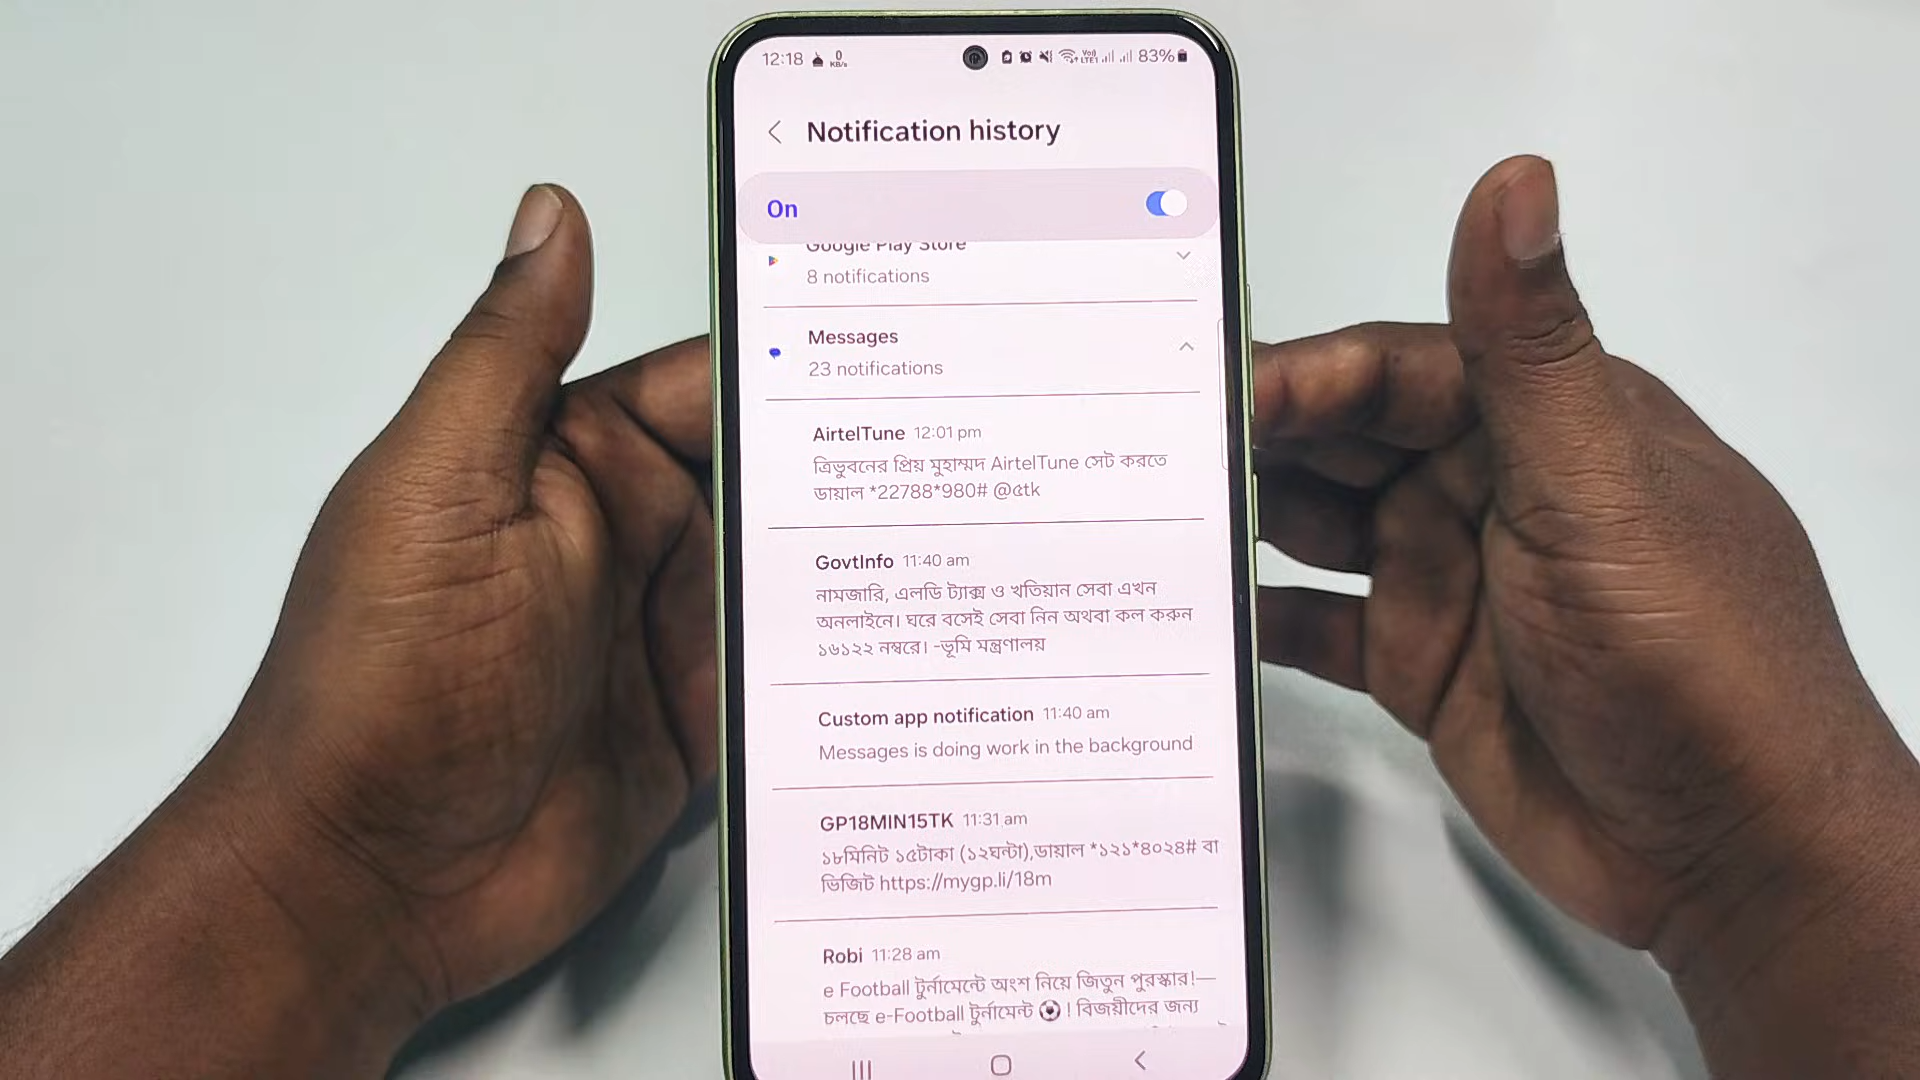 12:18 0 KB/s Vo)) LTE1 83%
Notification history
On
Google Play Store
8 notifications
Messages
23 notifications
AirtelTune 12:01 pm
ত্রিভুবনের প্রিয় মুহাম্মদ AirtelTune সেট করতে
ডায়াল *22788*980# @৫tk
GovtInfo 11:40 am
নামজারি, এলডি ট্যাক্স ও খতিয়ান সেবা এখন
অনলাইনে। ঘরে বসেই সেবা নিন অথবা কল করুন
১৬১২২ নম্বরে। -ভূমি মন্ত্রণালয়
Custom app notification 11:40 am
Messages is doing work in the background
GP18MIN15TK 11:31 am
১৮মিনিট ১৫টাকা (১২ঘন্টা),ডায়াল *১২১*৪০২৪# বা
ভিজিট https://mygp.li/18m
Robi 11:28 am
e Football টুর্নামেন্টে অংশ নিয়ে জিতুন পুরস্কার!—
চলছে e-Football টুর্নামেন্ট ⚽ ! বিজয়ীদের জন্য